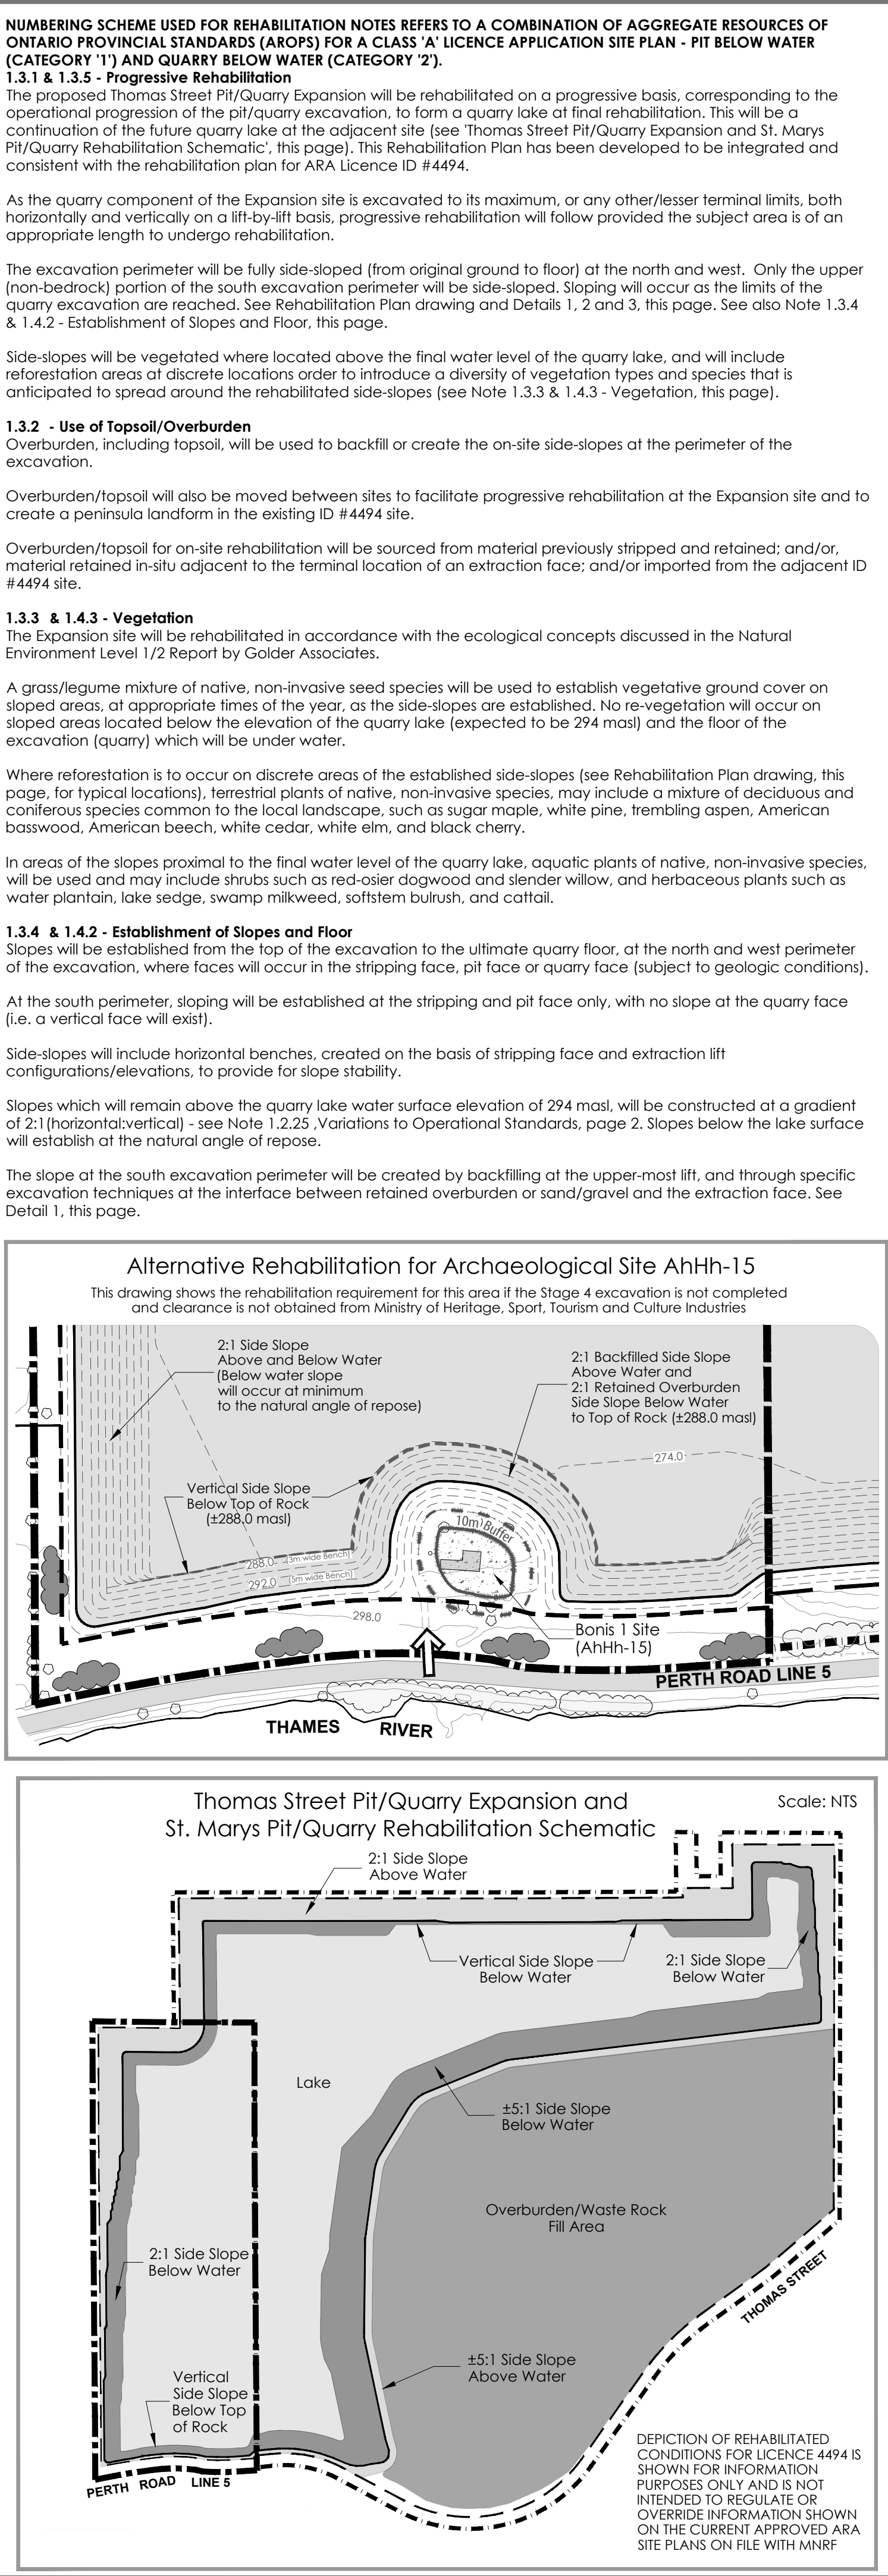 NUMBERING SCHEME USED FOR REHABILITATION NOTES REFERS TO A COMBINATION OF AGGREGATE RESOURCES OF
ONTARIO PROVINCIAL STANDARDS (AROPS) FOR A CLASS 'A' LICENCE APPLICATION SITE PLAN - PIT BELOW WATER
(CATEGORY '1') AND QUARRY BELOW WATER (CATEGORY '2').
1.3.1 & 1.3.5 - Progressive Rehabilitation
The proposed Thomas Street Pit/Quarry Expansion will be rehabilitated on a progressive basis, corresponding to the
operational progression of the pit/quarry excavation, to form a quarry lake at final rehabilitation. This will be a
continuation of the future quarry lake at the adjacent site (see 'Thomas Street Pit/Quarry Expansion and St. Marys
Pit/Quarry Rehabilitation Schematic', this page). This Rehabilitation Plan has been developed to be integrated and
consistent with the rehabilitation plan for ARA Licence ID #4494.
As the quarry component of the Expansion site is excavated to its maximum, or any other/lesser terminal limits, both
horizontally and vertically on a lift-by-lift basis, progressive rehabilitation will follow provided the subject area is of an
appropriate length to undergo rehabilitation.
The excavation perimeter will be fully side-sloped (from original ground to floor) at the north and west.  Only the upper
(non-bedrock) portion of the south excavation perimeter will be side-sloped. Sloping will occur as the limits of the
quarry excavation are reached. See Rehabilitation Plan drawing and Details 1, 2 and 3, this page. See also Note 1.3.4
& 1.4.2 - Establishment of Slopes and Floor, this page.
Side-slopes will be vegetated where located above the final water level of the quarry lake, and will include
reforestation areas at discrete locations order to introduce a diversity of vegetation types and species that is
anticipated to spread around the rehabilitated side-slopes (see Note 1.3.3 & 1.4.3 - Vegetation, this page).
1.3.2  - Use of Topsoil/Overburden
Overburden, including topsoil, will be used to backfill or create the on-site side-slopes at the perimeter of the
excavation.
Overburden/topsoil will also be moved between sites to facilitate progressive rehabilitation at the Expansion site and to
create a peninsula landform in the existing ID #4494 site.
Overburden/topsoil for on-site rehabilitation will be sourced from material previously stripped and retained; and/or,
material retained in-situ adjacent to the terminal location of an extraction face; and/or imported from the adjacent ID
#4494 site.
1.3.3  & 1.4.3 - Vegetation
The Expansion site will be rehabilitated in accordance with the ecological concepts discussed in the Natural
Environment Level 1/2 Report by Golder Associates.
A grass/legume mixture of native, non-invasive seed species will be used to establish vegetative ground cover on
sloped areas, at appropriate times of the year, as the side-slopes are established. No re-vegetation will occur on
sloped areas located below the elevation of the quarry lake (expected to be 294 masl) and the floor of the
excavation (quarry) which will be under water.
Where reforestation is to occur on discrete areas of the established side-slopes (see Rehabilitation Plan drawing, this
page, for typical locations), terrestrial plants of native, non-invasive species, may include a mixture of deciduous and
coniferous species common to the local landscape, such as sugar maple, white pine, trembling aspen, American
basswood, American beech, white cedar, white elm, and black cherry.
In areas of the slopes proximal to the final water level of the quarry lake, aquatic plants of native, non-invasive species,
will be used and may include shrubs such as red-osier dogwood and slender willow, and herbaceous plants such as
water plantain, lake sedge, swamp milkweed, softstem bulrush, and cattail.
1.3.4  & 1.4.2 - Establishment of Slopes and Floor
Slopes will be established from the top of the excavation to the ultimate quarry floor, at the north and west perimeter
of the excavation, where faces will occur in the stripping face, pit face or quarry face (subject to geologic conditions).
At the south perimeter, sloping will be established at the stripping and pit face only, with no slope at the quarry face
(i.e. a vertical face will exist).
Side-slopes will include horizontal benches, created on the basis of stripping face and extraction lift
configurations/elevations, to provide for slope stability.
Slopes which will remain above the quarry lake water surface elevation of 294 masl, will be constructed at a gradient
of 2:1(horizontal:vertical) - see Note 1.2.25 ,Variations to Operational Standards, page 2. Slopes below the lake surface
will establish at the natural angle of repose.
The slope at the south excavation perimeter will be created by backfilling at the upper-most lift, and through specific
excavation techniques at the interface between retained overburden or sand/gravel and the extraction face. See
Detail 1, this page.
Alternative Rehabilitation for Archaeological Site AhHh-15
This drawing shows the rehabilitation requirement for this area if the Stage 4 excavation is not completed
and clearance is not obtained from Ministry of Heritage, Sport, Tourism and Culture Industries
2:1 Side Slope
Above and Below Water
(Below water slope
will occur at minimum
to the natural angle of repose)
2:1 Backfilled Side Slope
Above Water and
2:1 Retained Overburden
Side Slope Below Water
to Top of Rock (±288.0 masl)
274.0
Vertical Side Slope
Below Top of Rock
(±288.0 masl)
10m Buffer
288.0 (3m wide Bench)
292.0 (5m wide Bench)
298.0
Bonis 1 Site
(AhHh-15)
PERTH ROAD LINE 5
THAMES RIVER
Thomas Street Pit/Quarry Expansion and
St. Marys Pit/Quarry Rehabilitation Schematic
Scale: NTS
2:1 Side Slope
Above Water
Vertical Side Slope
Below Water
2:1 Side Slope
Below Water
Lake
±5:1 Side Slope
Below Water
Overburden/Waste Rock
Fill Area
2:1 Side Slope
Below Water
THOMAS STREET
±5:1 Side Slope
Above Water
Vertical
Side Slope
Below Top
of Rock
PERTH ROAD LINE 5
DEPICTION OF REHABILITATED
CONDITIONS FOR LICENCE 4494 IS
SHOWN FOR INFORMATION
PURPOSES ONLY AND IS NOT
INTENDED TO REGULATE OR
OVERRIDE INFORMATION SHOWN
ON THE CURRENT APPROVED ARA
SITE PLANS ON FILE WITH MNRF